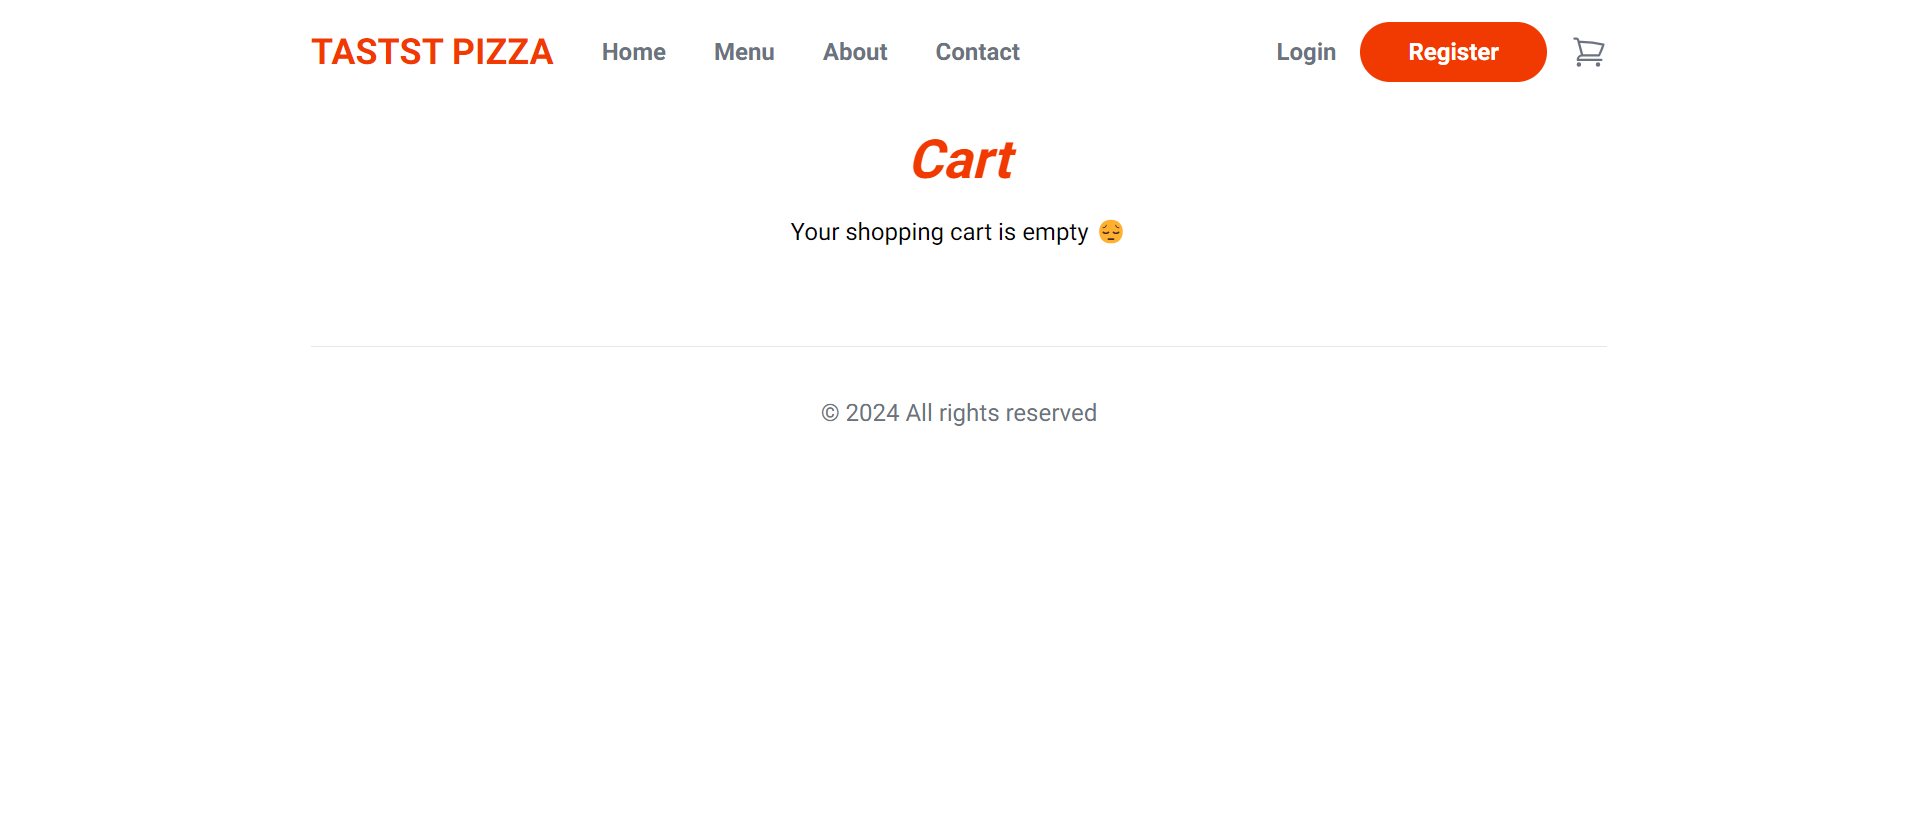 TASTST PIZZA Home Menu About Contact Login Register
Cart
Your shopping cart is empty 😔
© 2024 All rights reserved